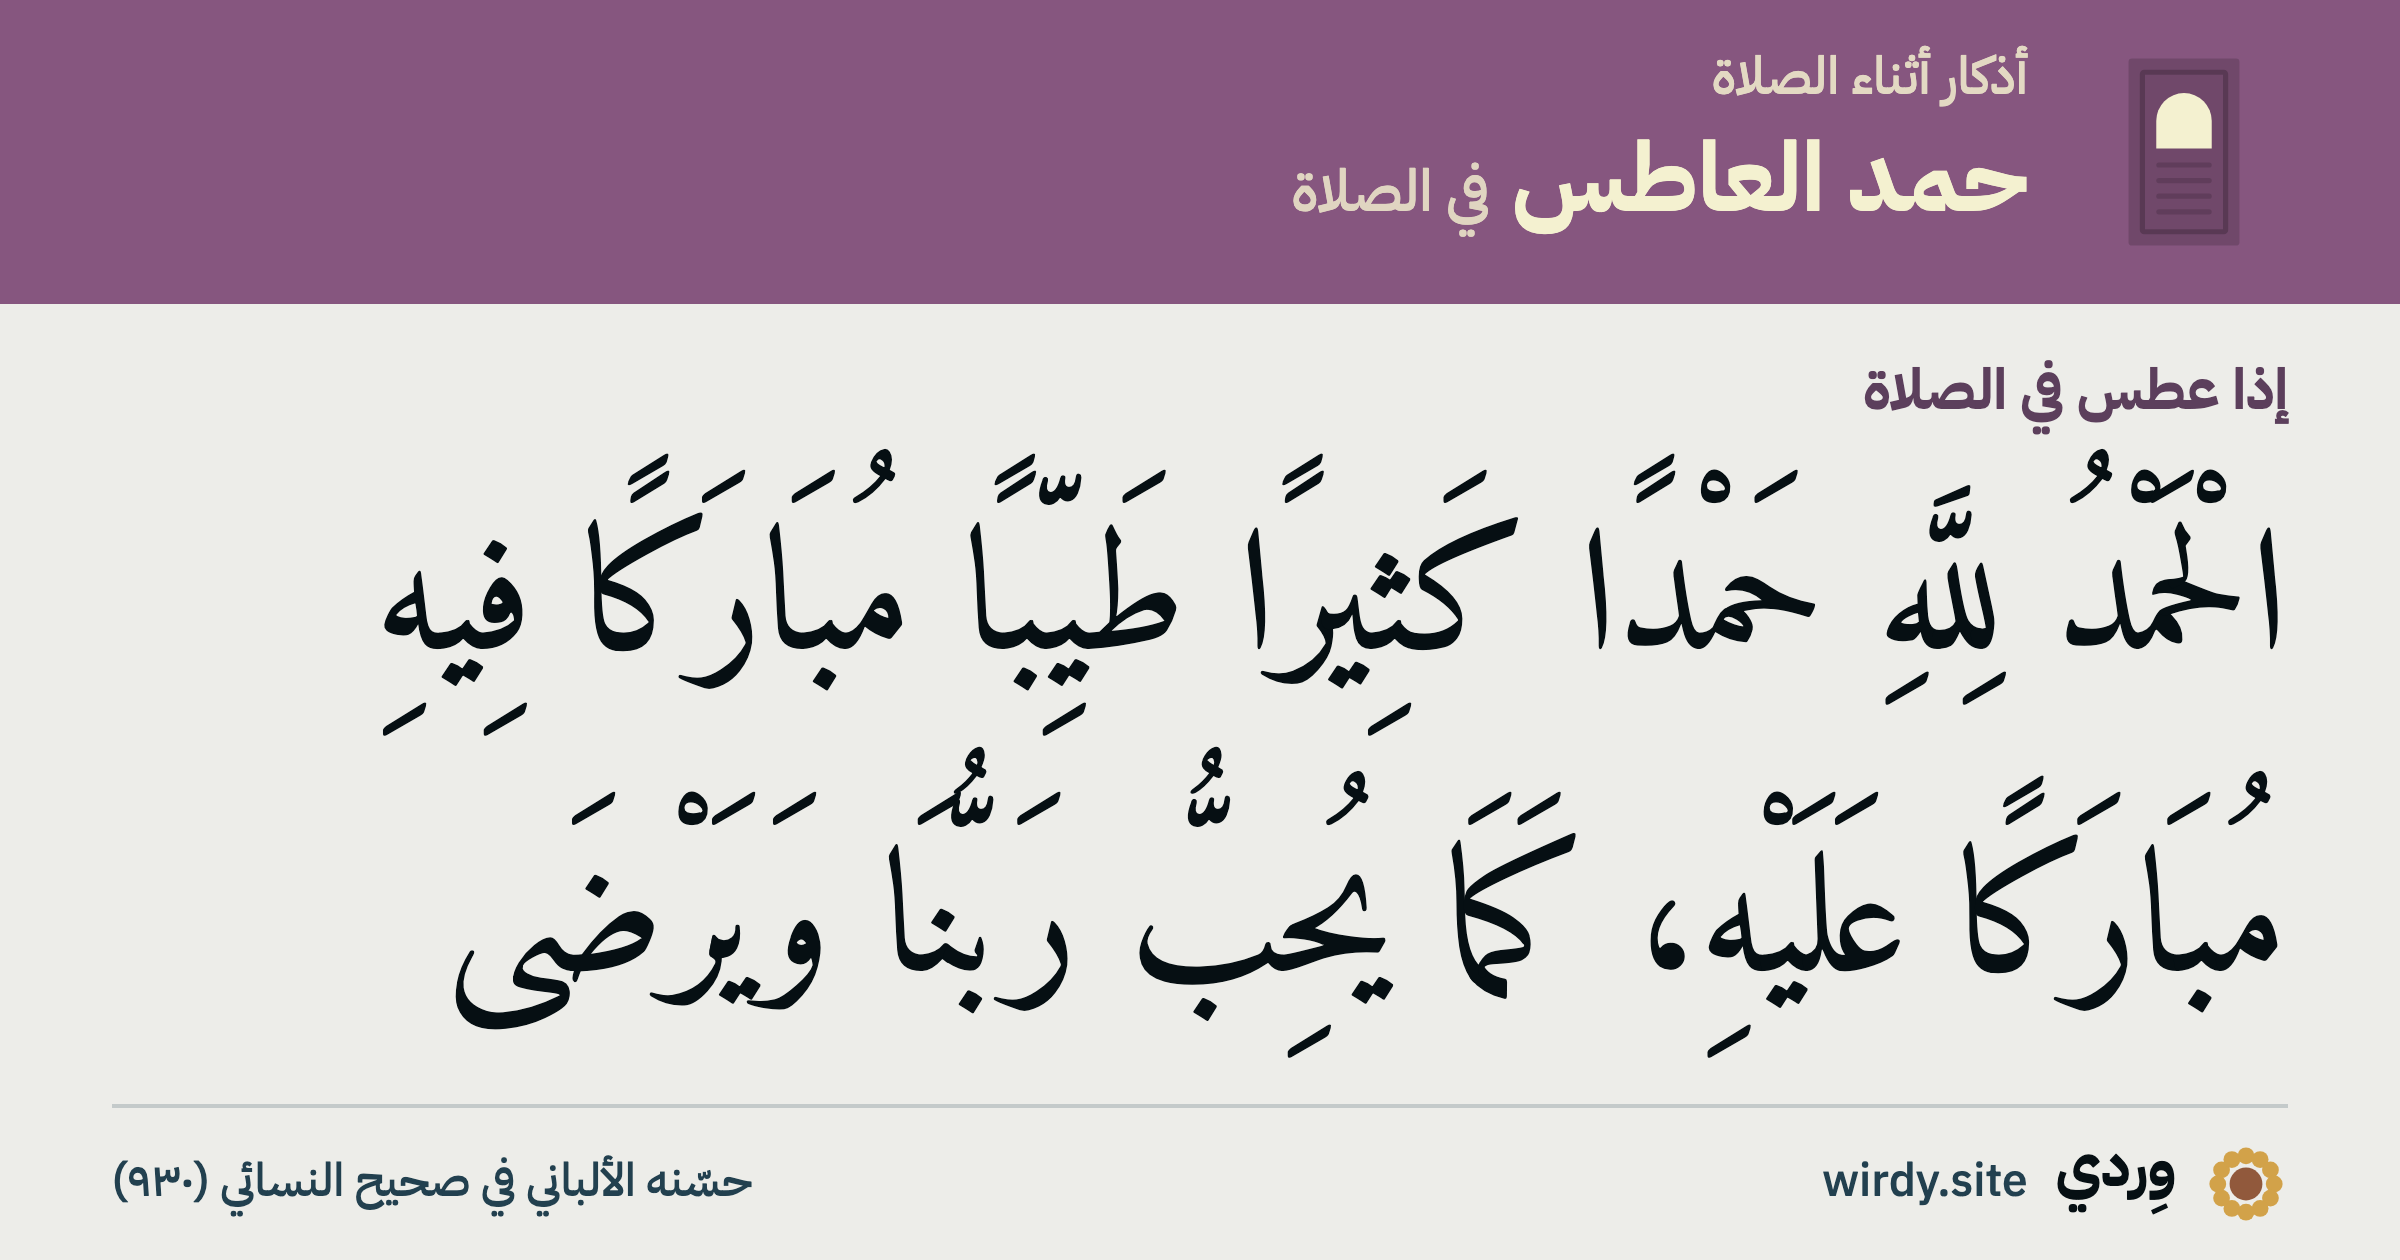 أذكار أثناء الصلاة
حمد العاطس في الصلاة
إذا عطس في الصلاة
الْحَمْدُ لِلَّهِ حَمْدًا كَثِيرًا طَيِّبًا مُبَارَكًا فِيهِ
مُبَارَكًا عَلَيْهِ، كَمَا يُحِبُّ رَبُّنَا وَيَرْضَى
وِردي wirdy.site
حسّنه الألباني في صحيح النسائي (٩٣٠)